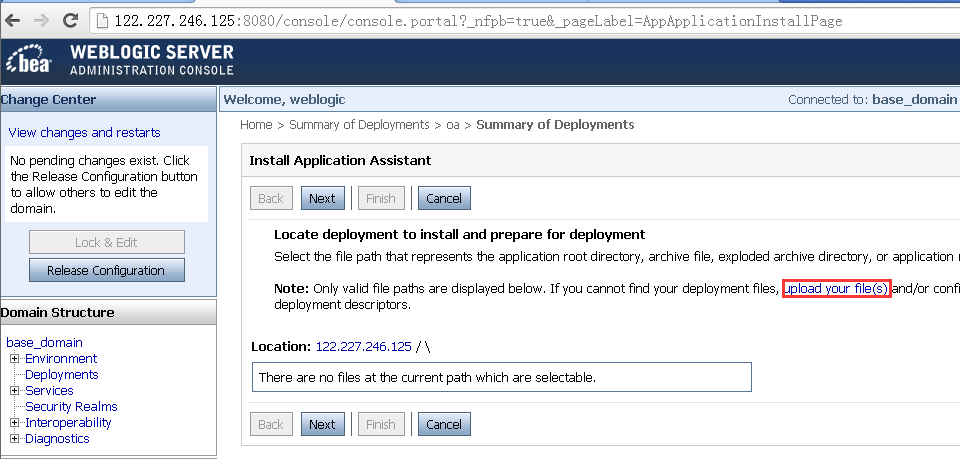 122.227.246.125:8080/console/console.portal?_nfpb=true&_pageLabel=AppApplicationInstallPage
bea
WEBLOGIC SERVER
ADMINISTRATION CONSOLE
Change Center
View changes and restarts
No pending changes exist. Click
the Release Configuration button
to allow others to edit the
domain.
Lock & Edit
Release Configuration
Domain Structure
base_domain
Environment
Deployments
Services
Security Realms
Interoperability
Diagnostics
Welcome, weblogic
Connected to: base_domain
Home > Summary of Deployments > oa > Summary of Deployments
Install Application Assistant
Back Next Finish Cancel
Locate deployment to install and prepare for deployment
Select the file path that represents the application root directory, archive file, exploded archive directory, or application
Note: Only valid file paths are displayed below. If you cannot find your deployment files, upload your file(s) and/or confi
deployment descriptors.
Location: 122.227.246.125 / \
There are no files at the current path which are selectable.
Back Next Finish Cancel